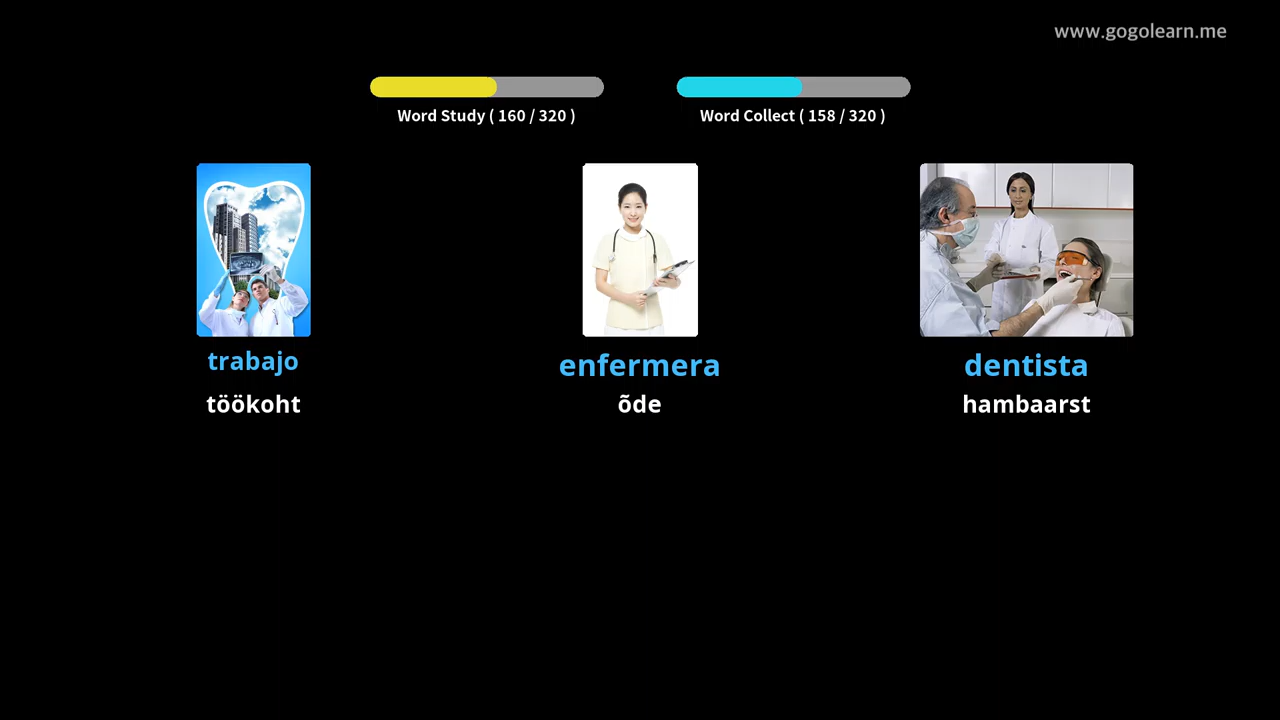 www.gogolearn.me
Word Study ( 160 / 320 )
Word Collect ( 158 / 320 )
trabajo
töökoht
enfermera
õde
dentista
hambaarst